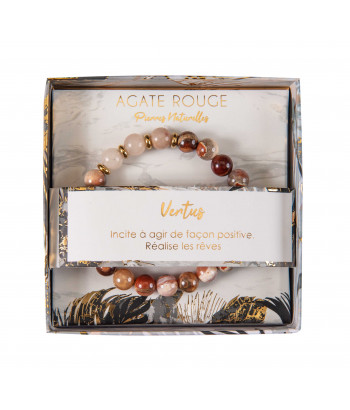 AGATE ROUGE
Pierres Naturelles
Vertus
Incite à agir de façon positive
Réalise les rêves